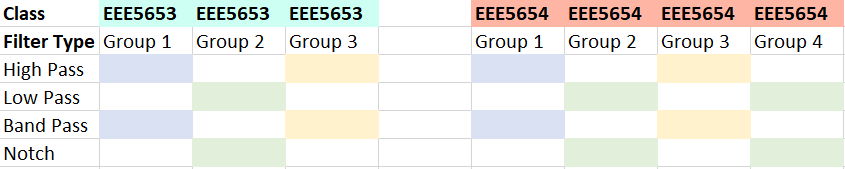 Class EEE5653 EEE5653 EEE5653 EEE5654 EEE5654 EEE5654 EEE5654
Filter Type Group 1 Group 2 Group 3 Group 1 Group 2 Group 3 Group 4
High Pass
Low Pass
Band Pass
Notch